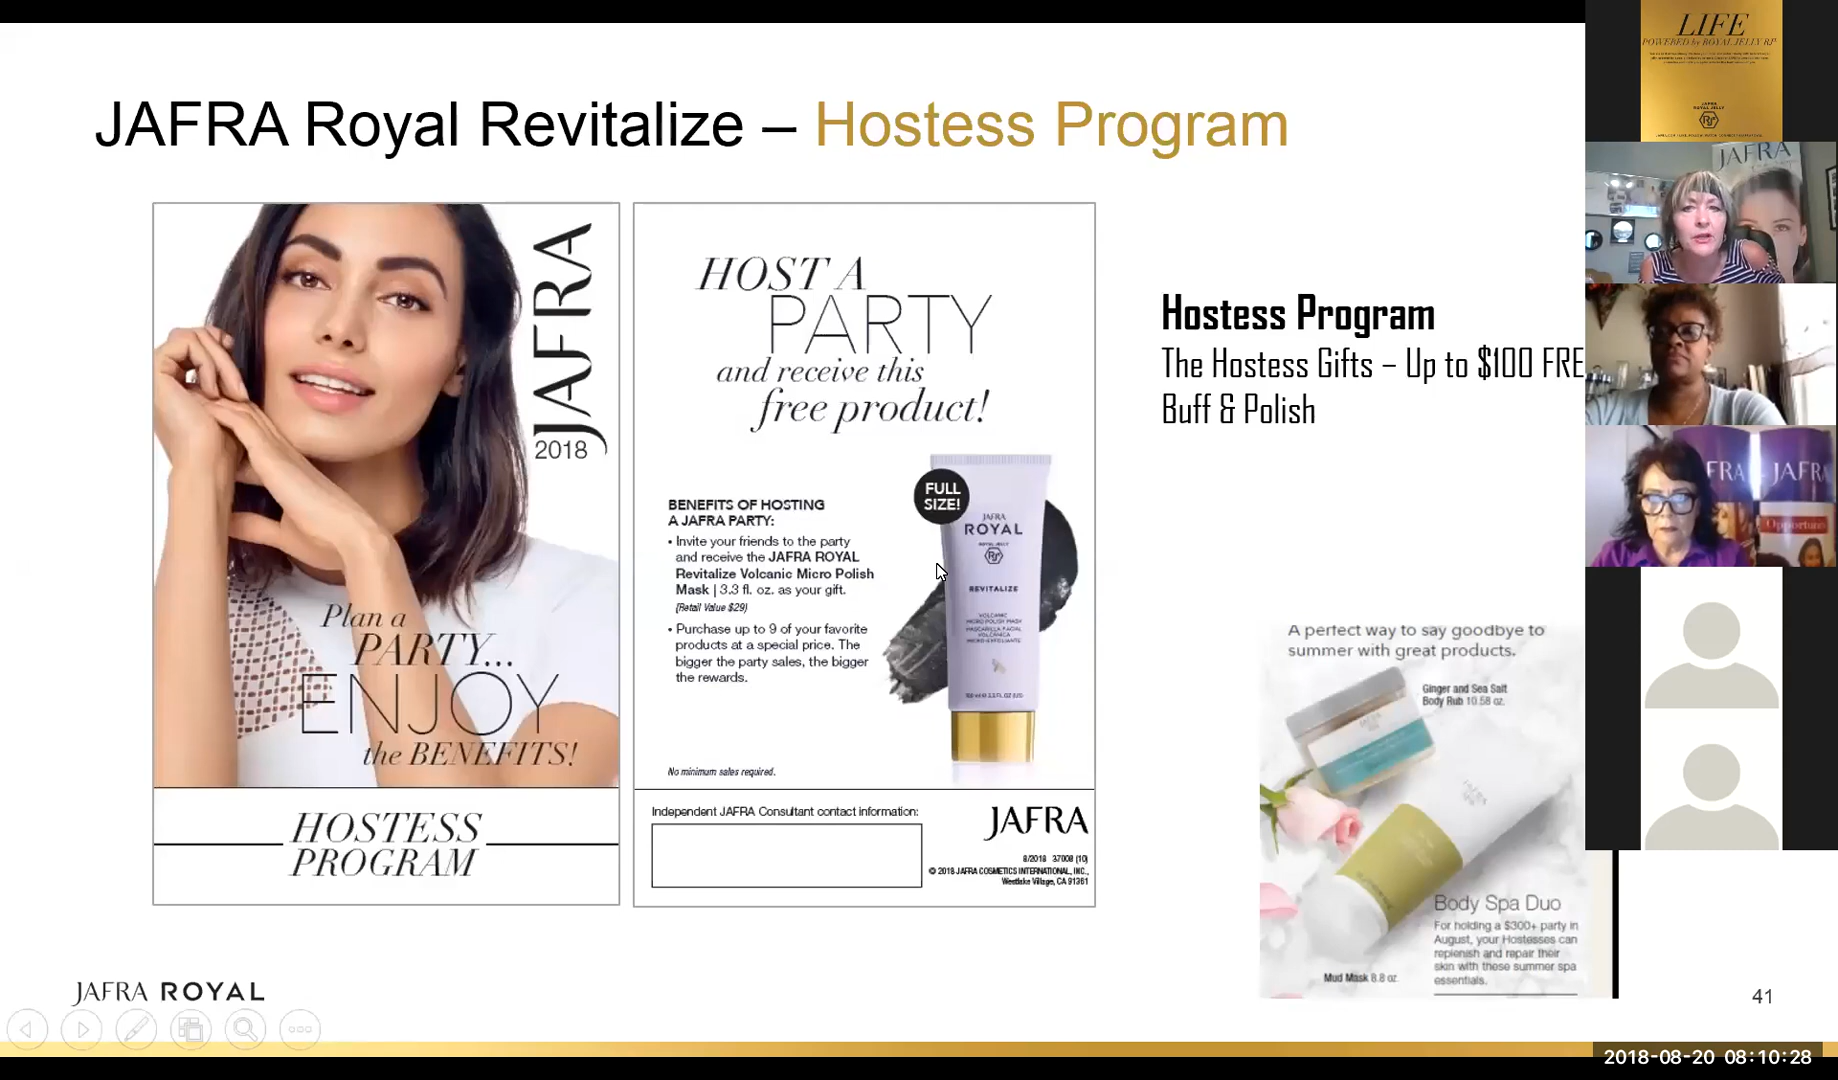 JAFRA Royal Revitalize – Hostess Program
JAFRA
2018
Plan a
PARTY...
ENJOY
the BENEFITS!
HOSTESS
PROGRAM
HOST A
PARTY
and receive this
free product!
FULL
SIZE!
BENEFITS OF HOSTING
A JAFRA PARTY:
• Invite your friends to the party
and receive the JAFRA ROYAL
Revitalize Volcanic Micro Polish
Mask | 3.3 fl. oz. as your gift.
(Retail Value $29)
• Purchase up to 9 of your favorite
products at a special price. The
bigger the party sales, the bigger
the rewards.
No minimum sales required.
JAFRA
ROYAL
ROYAL JELLY
RJx
REVITALIZE
VOLCANIC
MICRO POLISH MASK
MASCARILLA FACIAL
VOLCÁNICA
MICRO-EXFOLIANTE
Independent JAFRA Consultant contact information:
JAFRA
8/2018 37008 (10)
© 2018 JAFRA COSMETICS INTERNATIONAL, INC.,
Westlake Village, CA 91361
Hostess Program
The Hostess Gifts – Up to $100 FRE
Buff & Polish
A perfect way to say goodbye to
summer with great products.
Ginger and Sea Salt
Body Rub 10.58 oz.
Body Spa Duo
For holding a $300+ party in
August, your Hostesses can
replenish and repair their
skin with these summer spa
essentials.
Mud Mask 8.8 oz.
JAFRA ROYAL
41
LIFE
POWERED by ROYAL JELLY RJx
JAFRA
ROYAL JELLY
JAFRA
FRA
JAFRA
Opportuni
2018-08-20 08:10:28